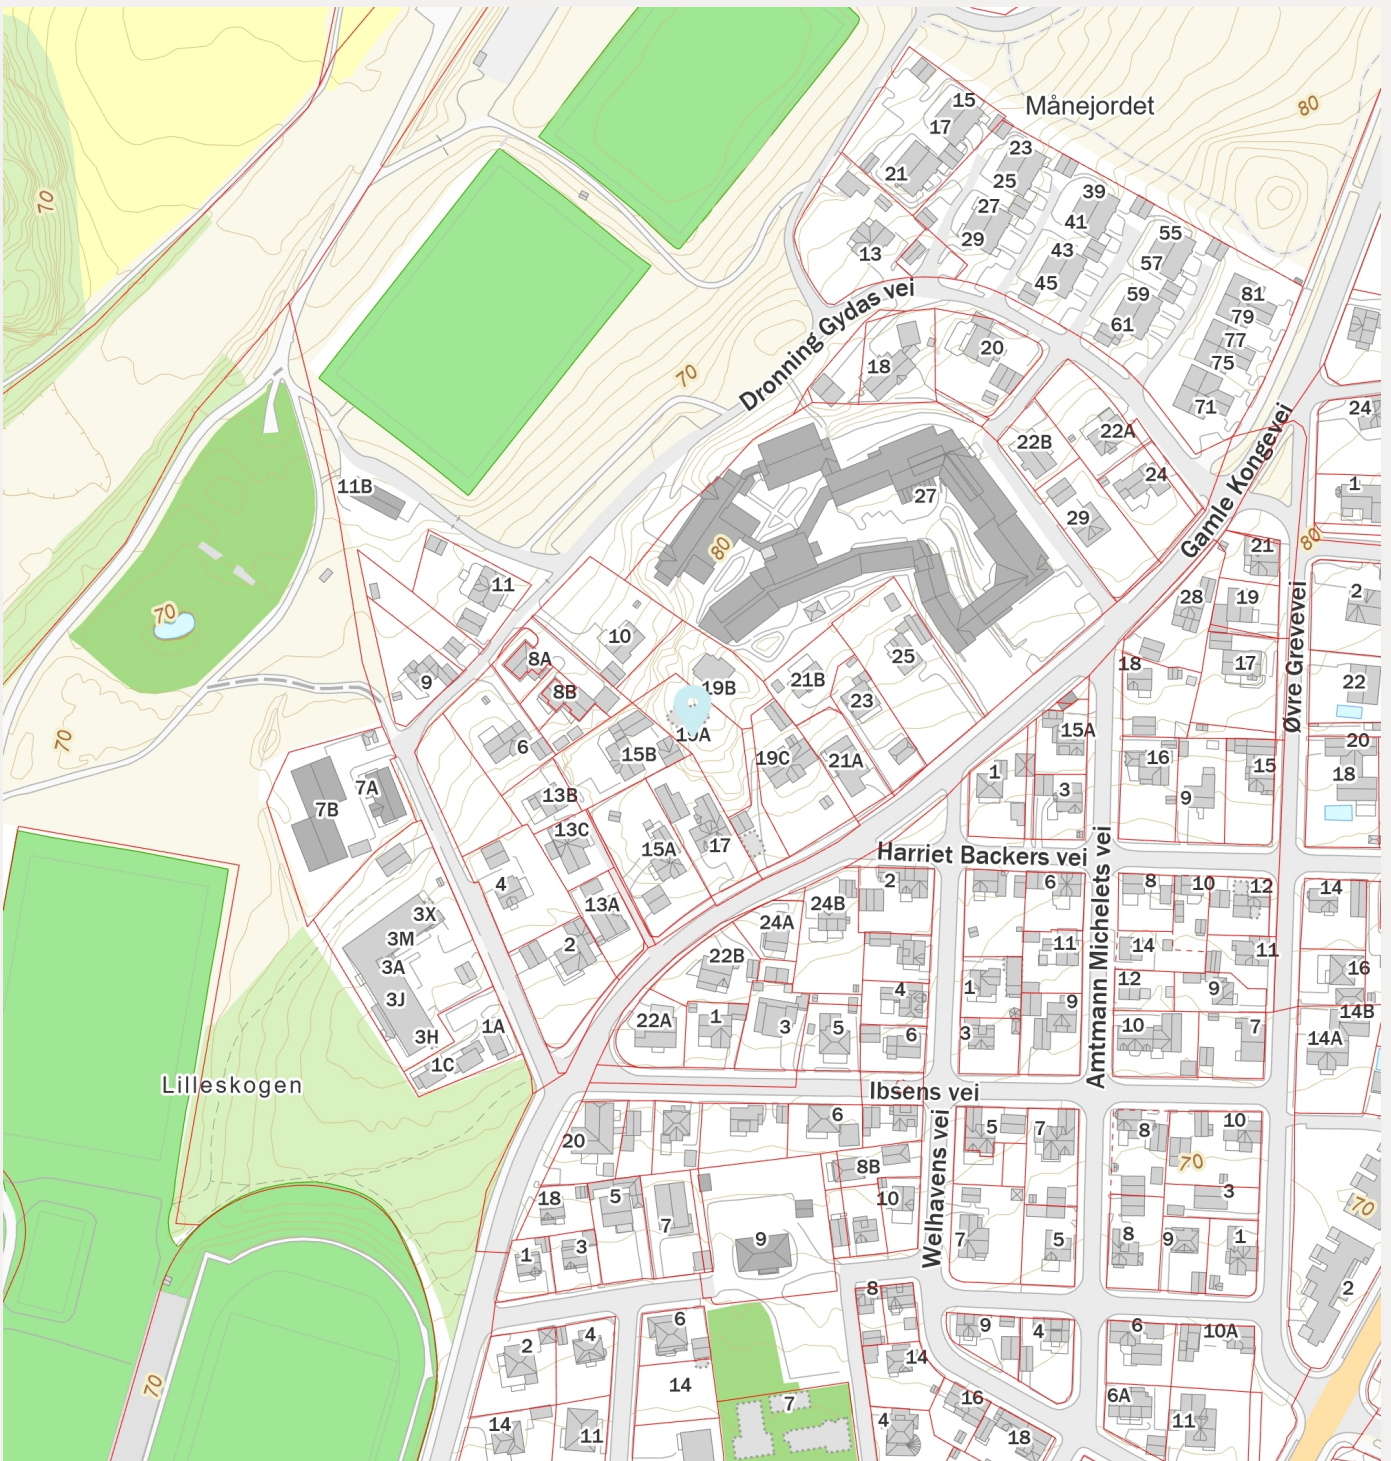 15
Månejordet
80
17
23
21
25
39
70
27
41
29
55
13
43
57
45
59
81
Dronning Gydas vei
61
79
77
20
75
18
70
71
24
Gamle Kongevei
22A
22B
24
11B
1
27
29
80
80
21
11
2
28
19
70
10
8A
25
17
18
9
21B
22
8B
19B
23
Øvre Grevevei
70
6
19A
15A
20
15B
19C
21A
16
15
1
18
7A
3
13B
9
7B
13C
15A
17
Harriet Backers vei
Amtmann Michelets vei
4
2
6
8
10
12
14
13A
24B
3X
24A
3M
2
11
14
11
22B
3A
16
12
1
4
9
3J
9
14B
22A
1
3
5
3
10
7
3H
1A
6
14A
1C
Lilleskogen
Ibsens vei
20
6
5
7
8
10
Welhavens vei
8B
70
18
5
10
3
70
7
9
7
5
8
9
1
1
3
8
2
2
4
6
9
4
6
10A
70
14
14
7
16
6A
14
11
4
18
11